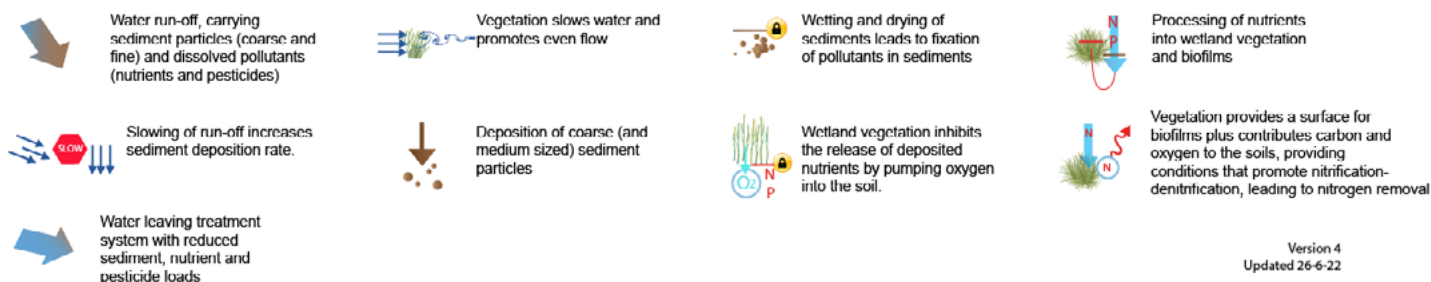 Water run-off, carrying
sediment particles (coarse and
fine) and dissolved pollutants
(nutrients and pesticides)
Vegetation slows water and
promotes even flow
Wetting and drying of
sediments leads to fixation
of pollutants in sediments
N
P
Processing of nutrients
into wetland vegetation
and biofilms
SLOW
Slowing of run-off increases
sediment deposition rate.
Deposition of coarse (and
medium sized) sediment
particles
O2
N
P
Wetland vegetation inhibits
the release of deposited
nutrients by pumping oxygen
into the soil.
N
N
Vegetation provides a surface for
biofilms plus contributes carbon and
oxygen to the soils, providing
conditions that promote nitrification-
denitrification, leading to nitrogen removal
Water leaving treatment
system with reduced
sediment, nutrient and
pesticide loads
Version 4
Updated 26-6-22